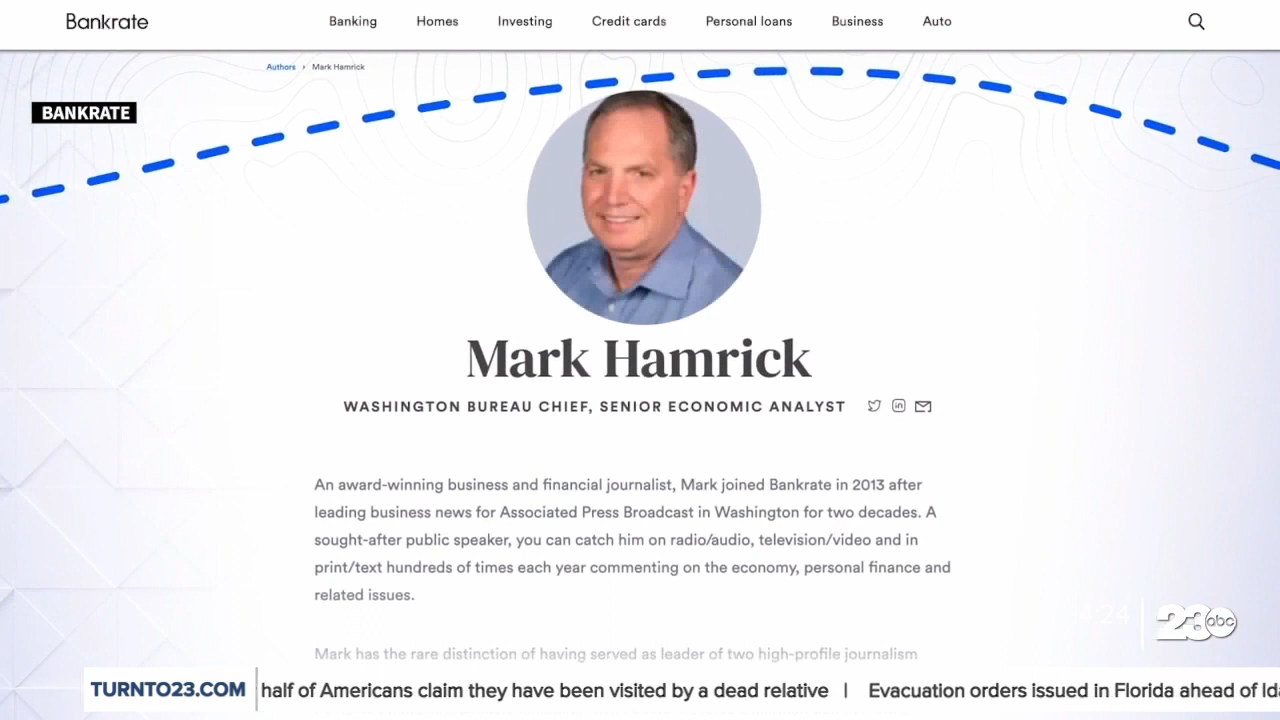 Bankrate
Banking Homes Investing Credit cards Personal loans Business Auto
Authors › Mark Hamrick
BANKRATE
Mark Hamrick
WASHINGTON BUREAU CHIEF, SENIOR ECONOMIC ANALYST
An award-winning business and financial journalist, Mark joined Bankrate in 2013 after
leading business news for Associated Press Broadcast in Washington for two decades. A
sought-after public speaker, you can catch him on radio/audio, television/video and in
print/text hundreds of times each year commenting on the economy, personal finance and
related issues.
4:24
23 abc
Mark has the rare distinction of having served as leader of two high-profile journalism
TURNTO23.COM half of Americans claim they have been visited by a dead relative | Evacuation orders issued in Florida ahead of